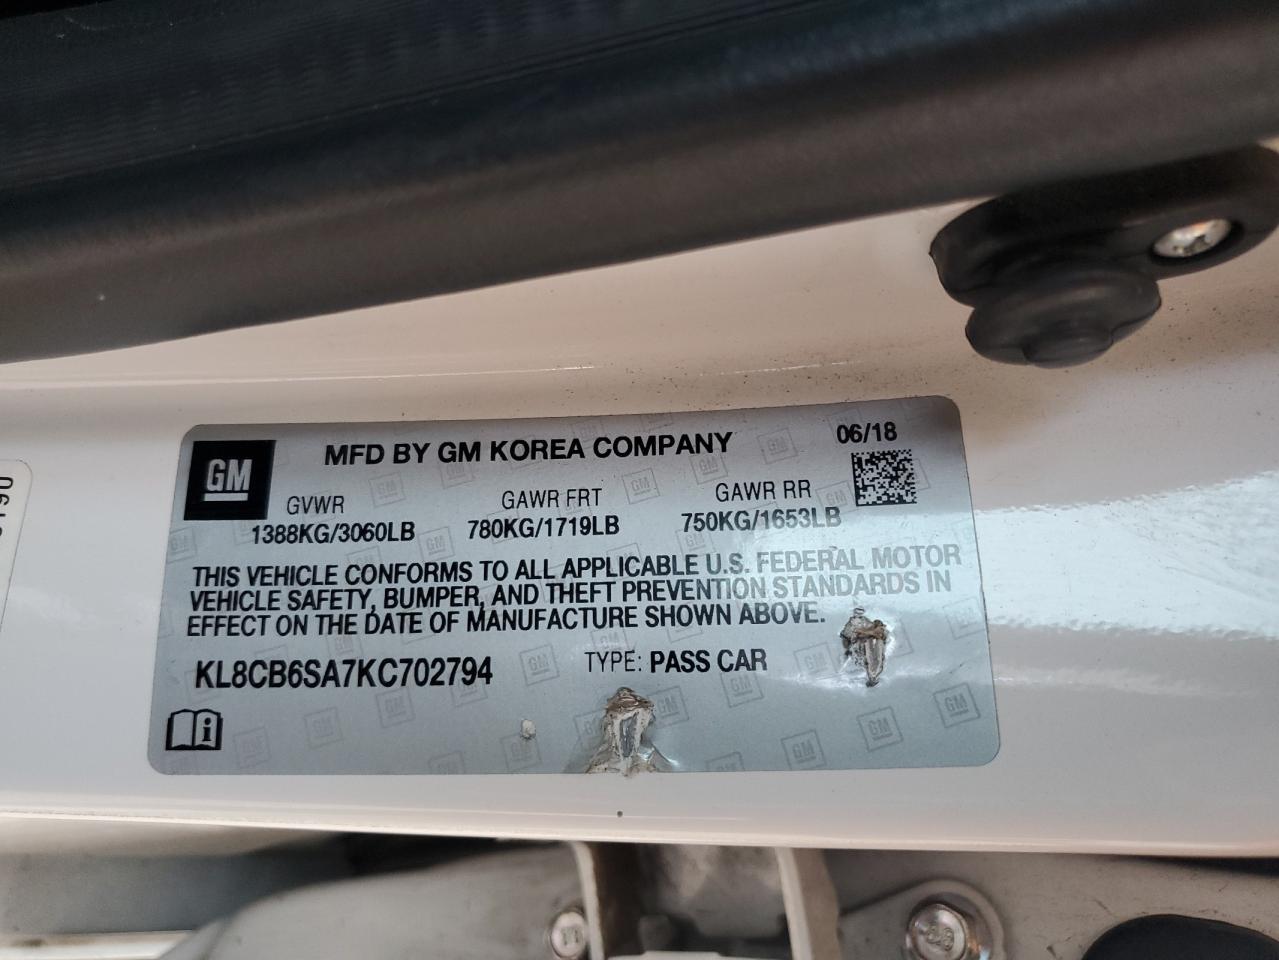 MFD BY GM KOREA COMPANY
06/18
GM
GVWR
GAWR FRT
GAWR RR
1388KG/3060LB
780KG/1719LB
750KG/1653LB
THIS VEHICLE CONFORMS TO ALL APPLICABLE U.S. FEDERAL MOTOR
VEHICLE SAFETY, BUMPER, AND THEFT PREVENTION STANDARDS IN
EFFECT ON THE DATE OF MANUFACTURE SHOWN ABOVE.
KL8CB6SA7KC702794
TYPE: PASS CAR